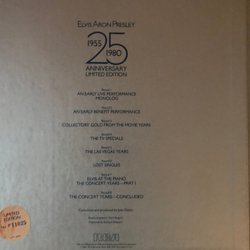 ELVIS ARON PRESLEY
1955 25 1980
ANNIVERSARY
LIMITED EDITION
AN EARLY LIVE PERFORMANCE
MONOLOG
AN EARLY BENEFIT PERFORMANCE
COLLECTORS' GOLD FROM THE MOVIE YEARS
THE TV SPECIALS
THE LAS VEGAS YEARS
LOST SINGLES
ELVIS AT THE PIANO
THE CONCERT YEARS—PART 1
THE CONCERT YEARS—CONCLUDED
LIMITED
EDITION
RCA